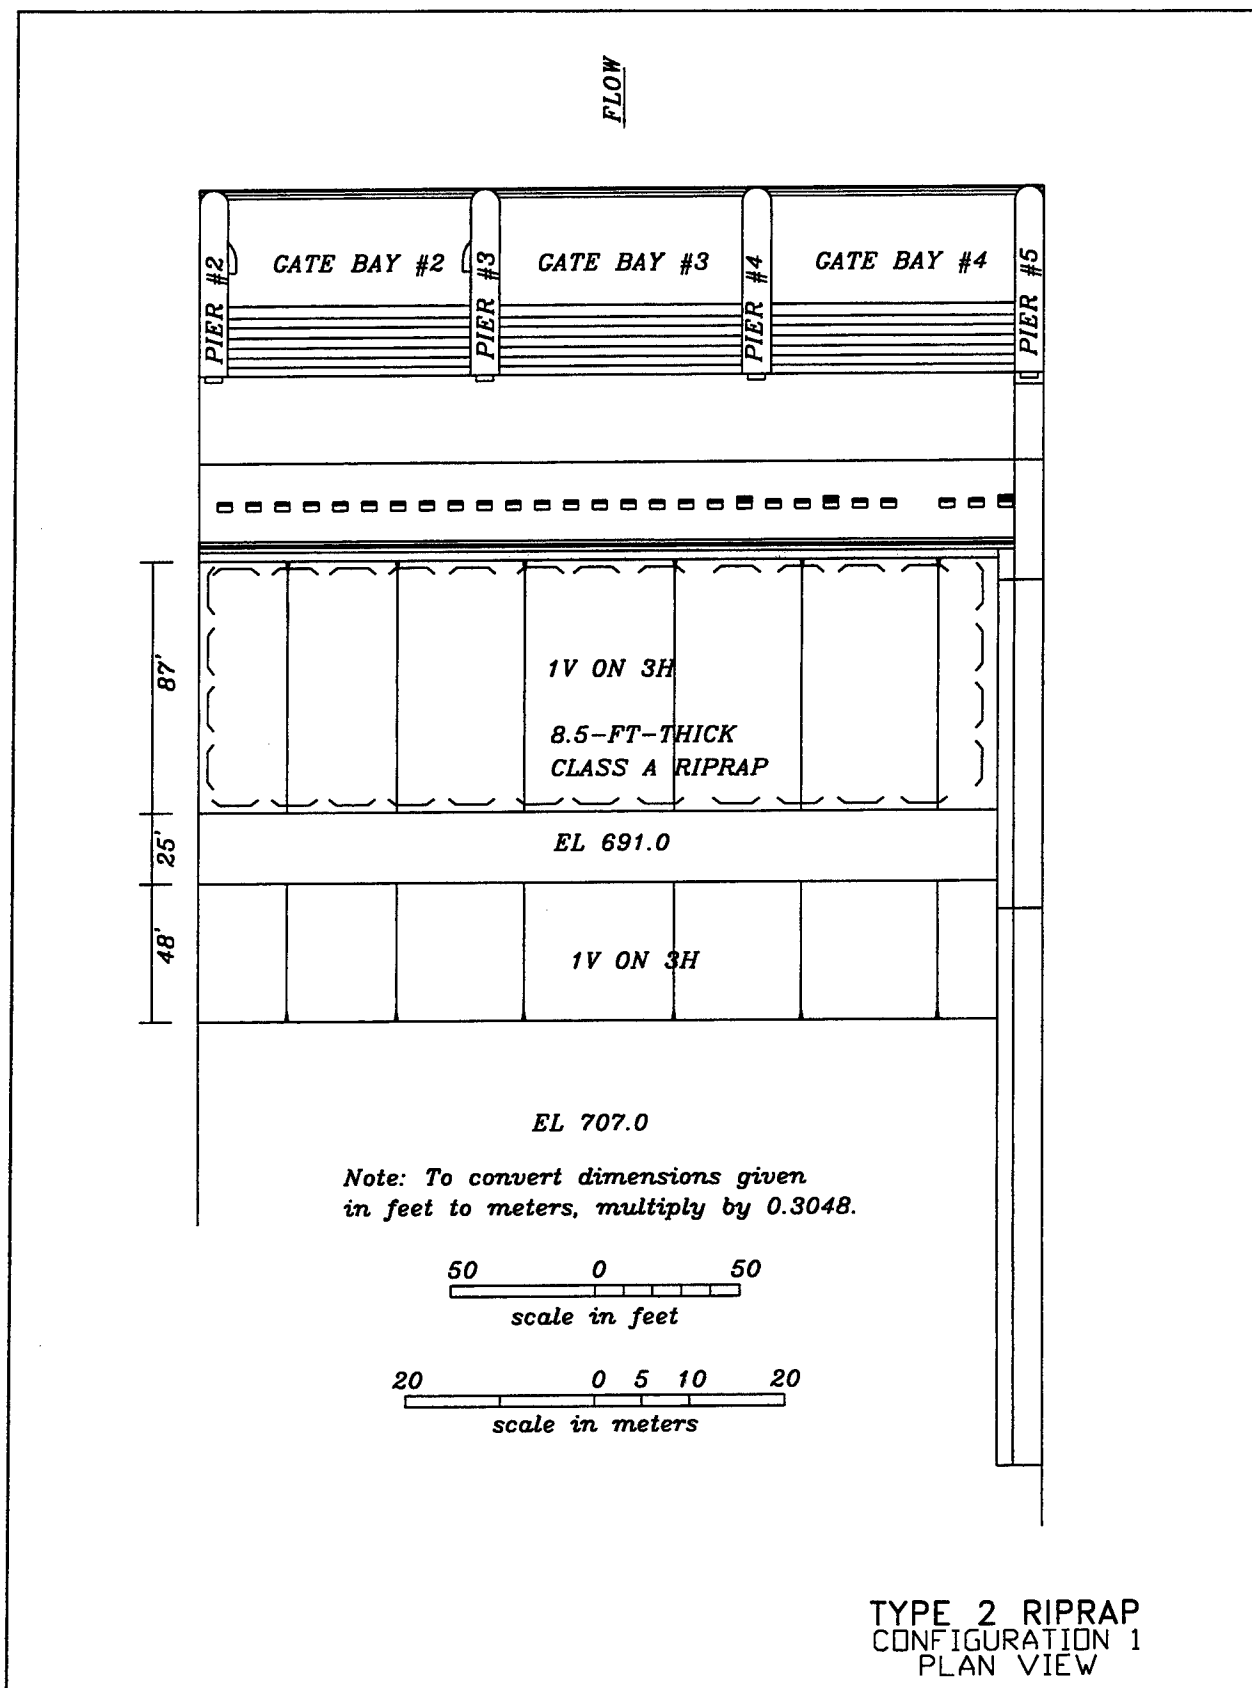 FLOW
PIER #2
GATE BAY #2
PIER #3
GATE BAY #3
PIER #4
GATE BAY #4
PIER #5
87'
1V ON 3H
8.5-FT-THICK
CLASS A RIPRAP
25'
EL 691.0
48'
1V ON 3H
EL 707.0
Note: To convert dimensions given
in feet to meters, multiply by 0.3048.
50 0 50
scale in feet
20 0 5 10 20
scale in meters
TYPE 2 RIPRAP
CONFIGURATION 1
PLAN VIEW